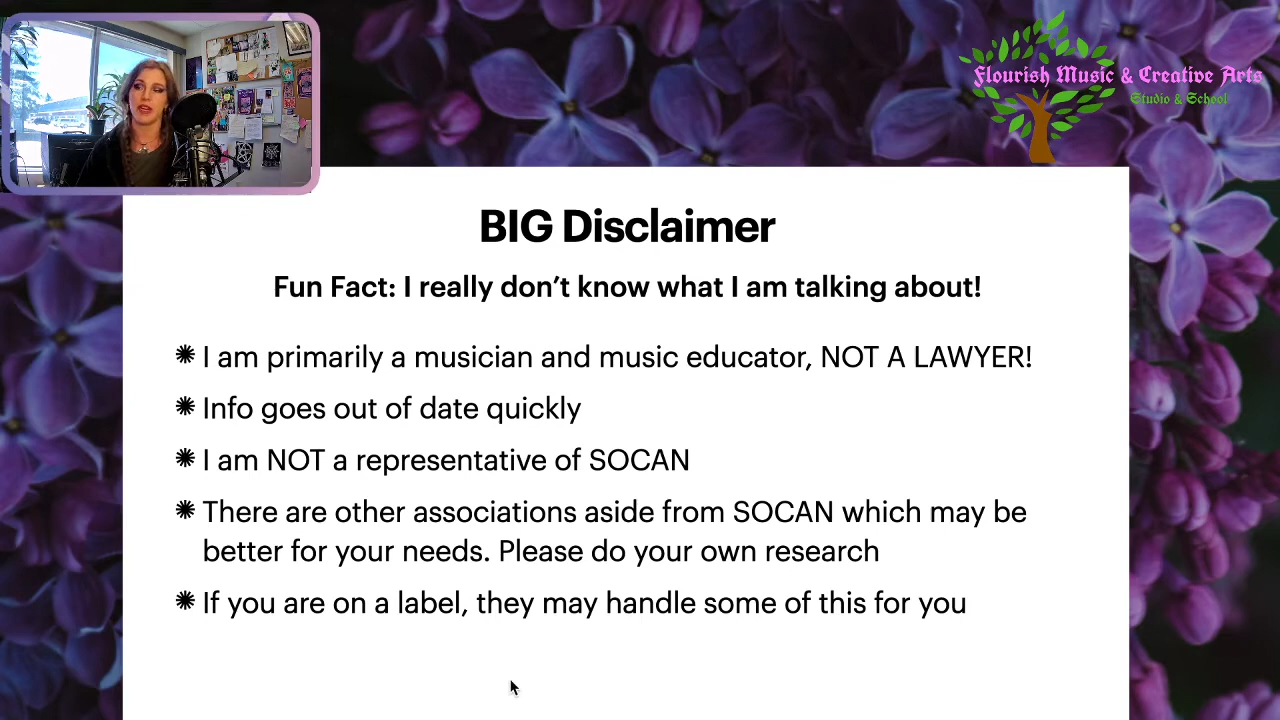 Flourish Music & Creative Arts
Studio & School
BIG Disclaimer
Fun Fact: I really don’t know what I am talking about!
✺ I am primarily a musician and music educator, NOT A LAWYER!
✺ Info goes out of date quickly
✺ I am NOT a representative of SOCAN
✺ There are other associations aside from SOCAN which may be
better for your needs. Please do your own research
✺ If you are on a label, they may handle some of this for you